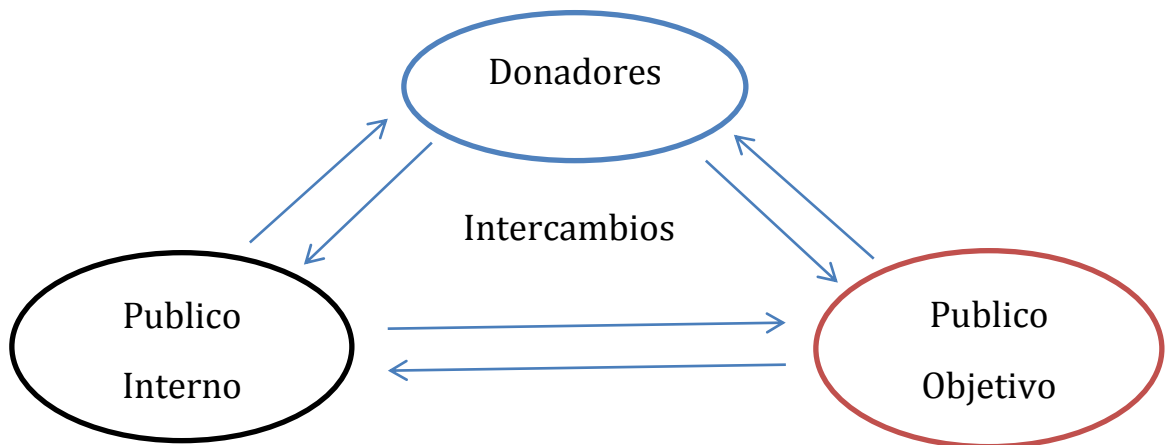 Donadores
Intercambios
Publico
Interno
Publico
Objetivo